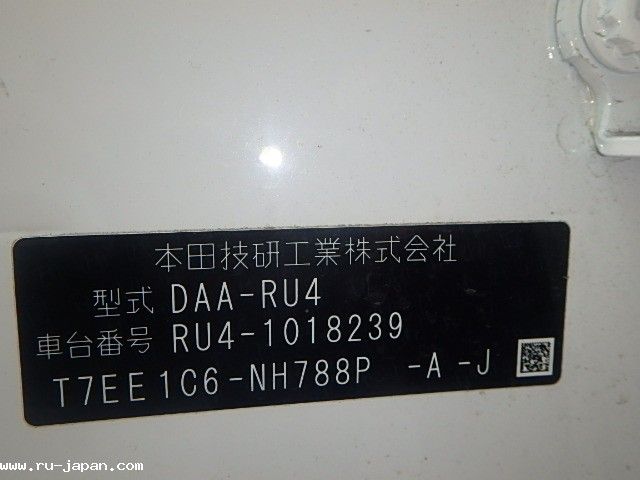 本田技研工業株式会社
型式 DAA-RU4
車台番号 RU4-1018239
T7EE1C6-NH788P -A-J
www.ru-japan.com